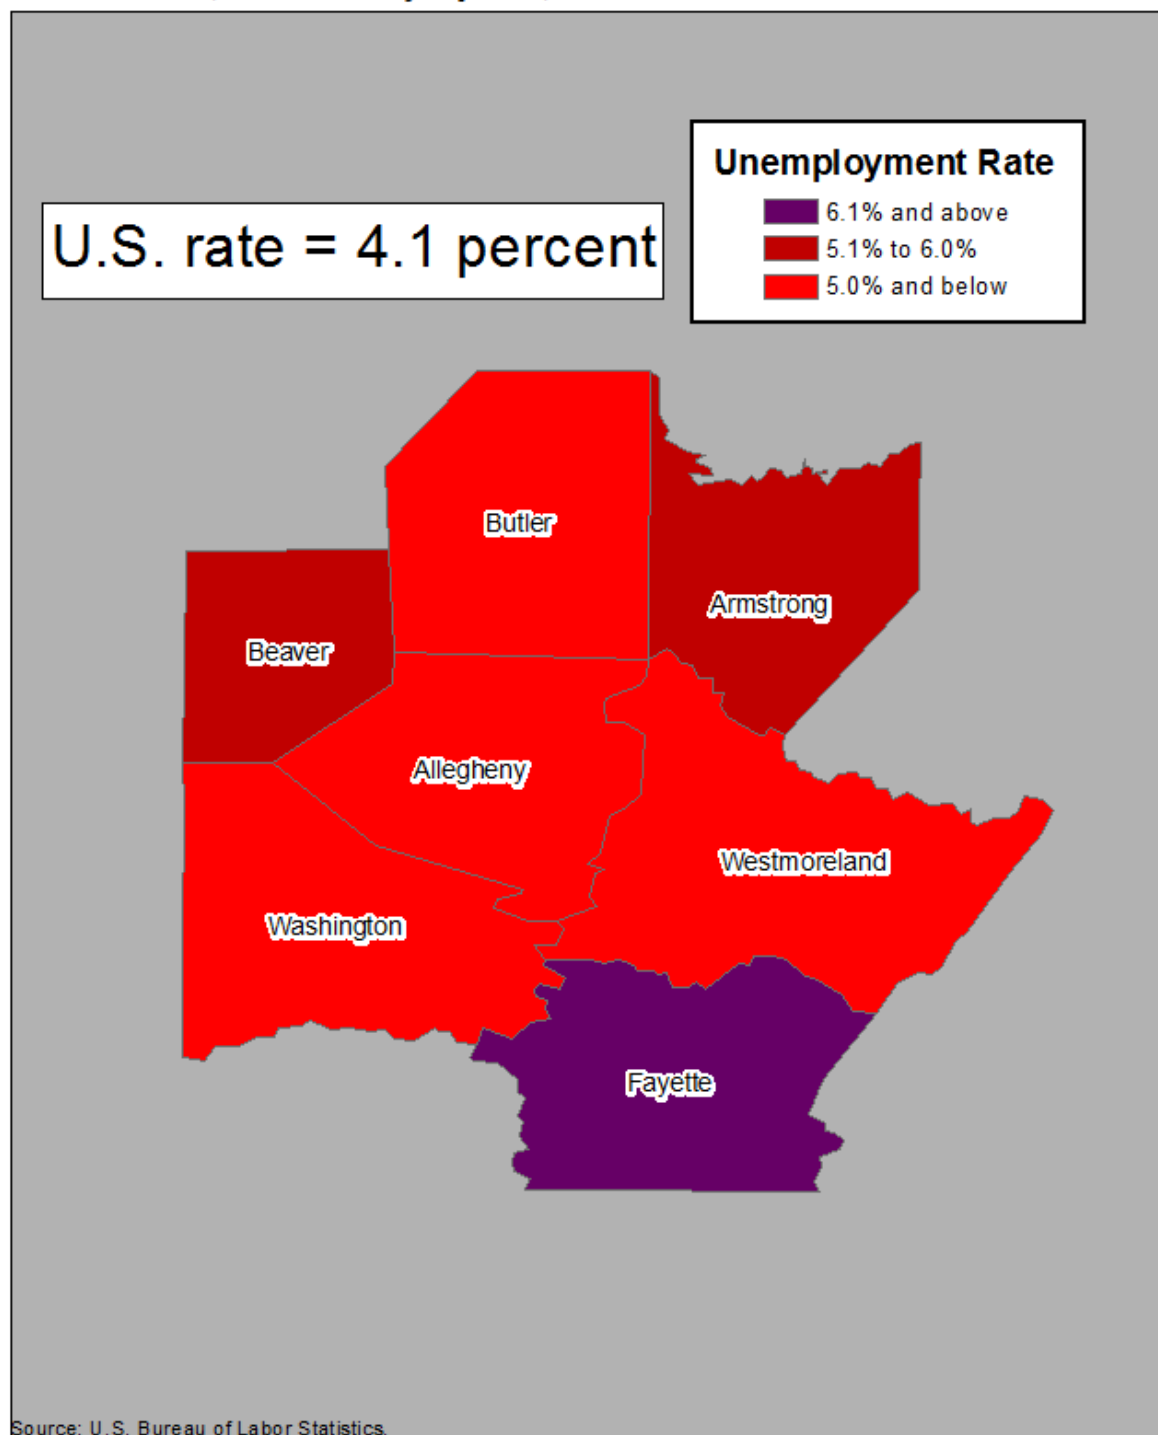 Unemployment Rate
6.1% and above
5.1% to 6.0%
5.0% and below
U.S. rate = 4.1 percent
Butler
Armstrong
Beaver
Allegheny
Westmoreland
Washington
Fayette
Source: U.S. Bureau of Labor Statistics.